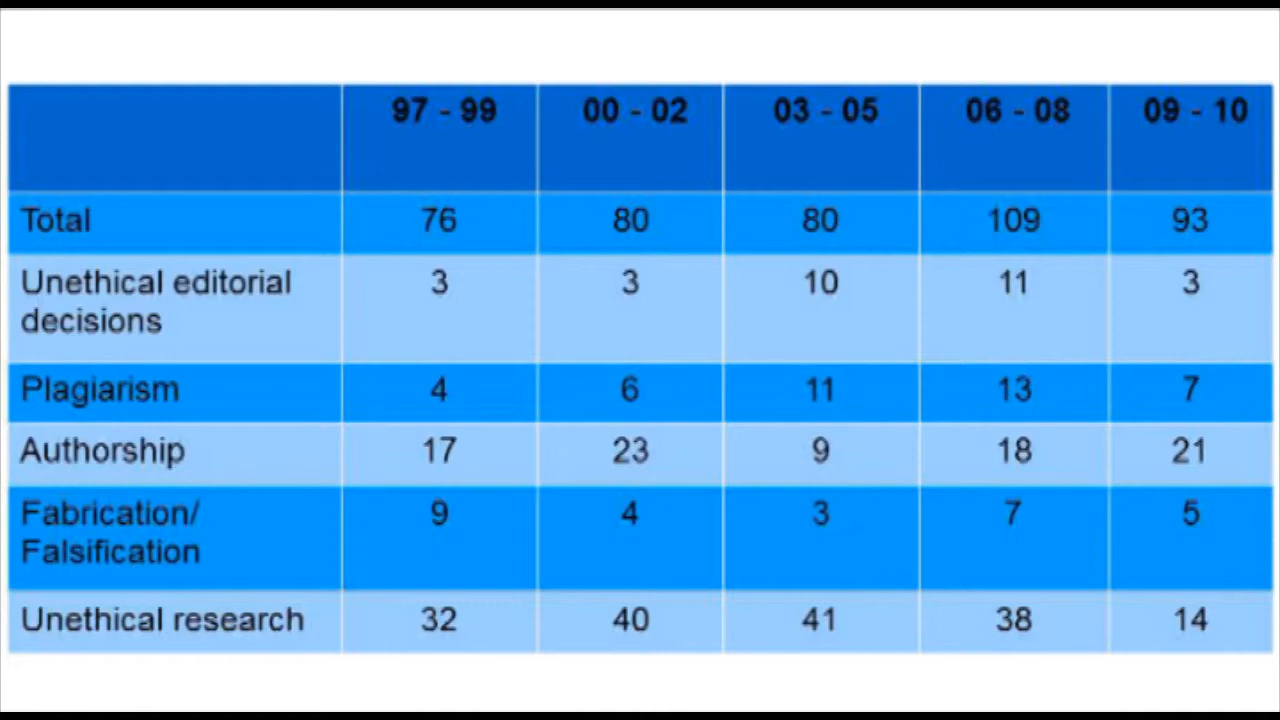 97 - 99 00 - 02 03 - 05 06 - 08 09 - 10
Total 76 80 80 109 93
Unethical editorial 3 3 10 11 3
decisions
Plagiarism 4 6 11 13 7
Authorship 17 23 9 18 21
Fabrication/ 9 4 3 7 5
Falsification
Unethical research 32 40 41 38 14